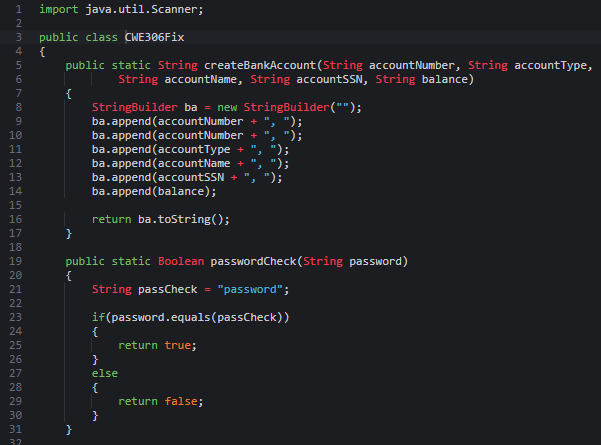 1 import java.util.Scanner;
2
3 public class CWE306Fix
4 {
5     public static String createBankAccount(String accountNumber, String accountType,
6             String accountName, String accountSSN, String balance)
7     {
8         StringBuilder ba = new StringBuilder("");
9         ba.append(accountNumber + ", ");
10         ba.append(accountNumber + ", ");
11         ba.append(accountType + ", ");
12         ba.append(accountName + ", ");
13         ba.append(accountSSN + ", ");
14         ba.append(balance);
15
16         return ba.toString();
17     }
18
19     public static Boolean passwordCheck(String password)
20     {
21         String passCheck = "password";
22
23         if(password.equals(passCheck))
24         {
25             return true;
26         }
27         else
28         {
29             return false;
30         }
31     }
32